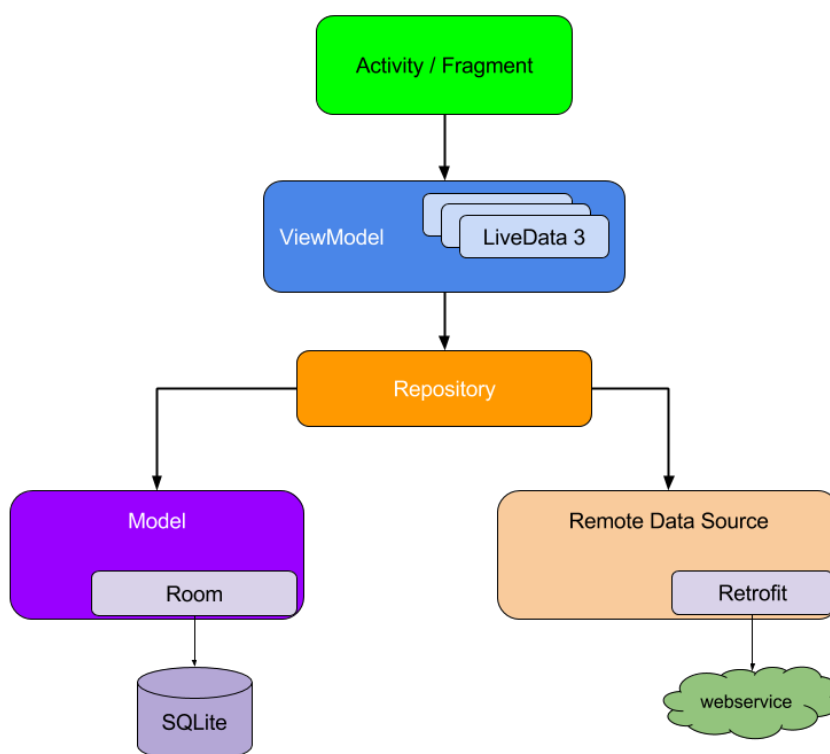 Activity / Fragment
ViewModel
LiveData 3
Repository
Model
Remote Data Source
Room
Retrofit
SQLite
webservice